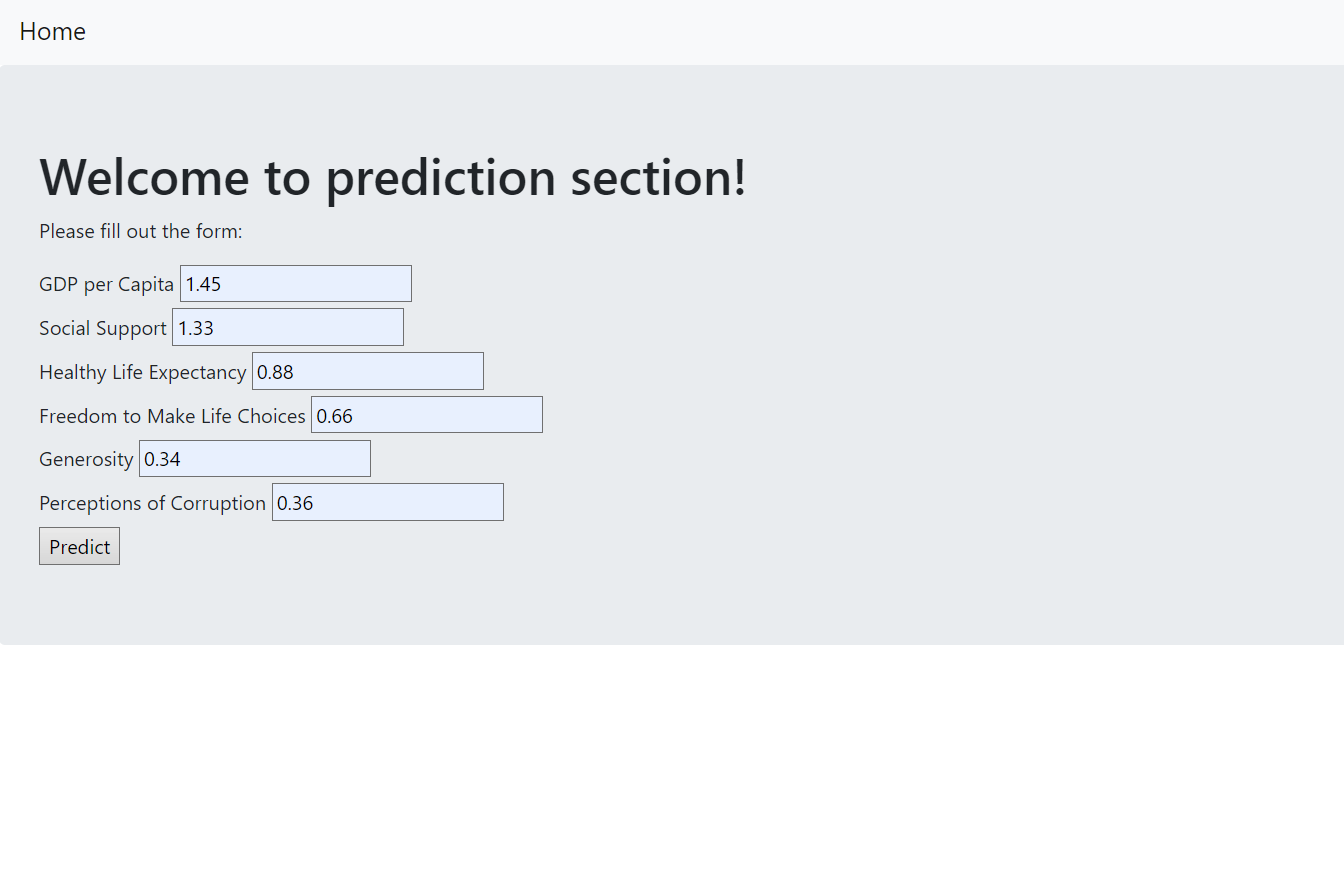 Home
Welcome to prediction section!
Please fill out the form:
GDP per Capita 1.45
Social Support 1.33
Healthy Life Expectancy 0.88
Freedom to Make Life Choices 0.66
Generosity 0.34
Perceptions of Corruption 0.36
Predict